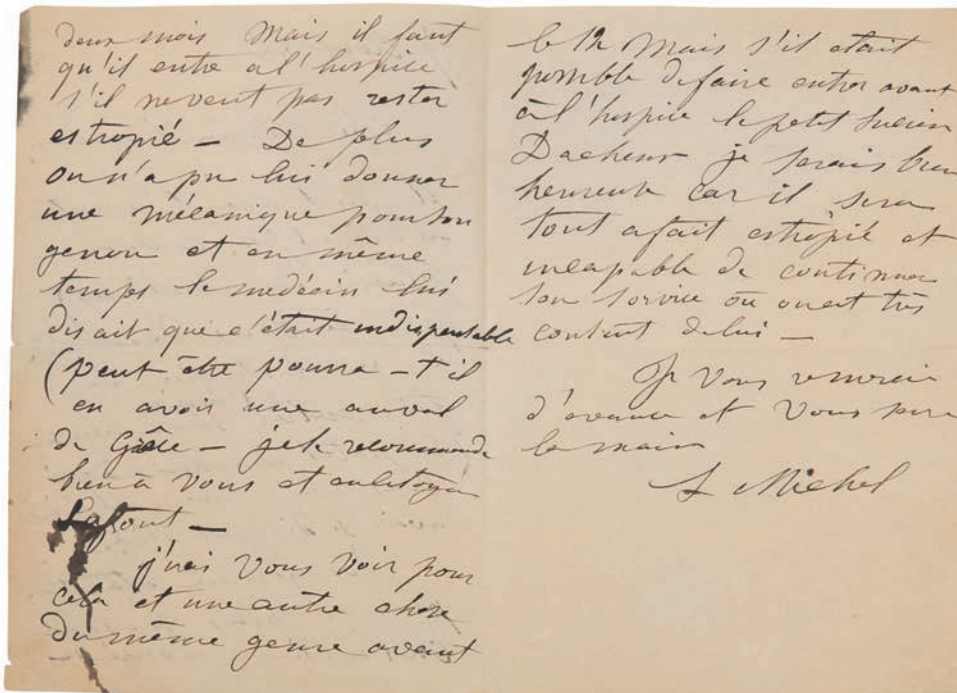 deux mois Mais il faut
qu'il entre a l'hospice
s'il ne veut pas rester
estropié – De plus
on n'a pu lui donner
une mécanique pour son
genou et en même
temps le médecin lui
disait que c'était indispensable
(peut être pourra-t'il
en avoir une au val
de Grâce – je le recommande
bien à vous et au citoyen
Lafont –
j'irai vous voir pour
cela et une autre chose
du même genre avant
le 12 Mais s'il etait
possible de faire entrer avant
à l'hospice le petit Lucien
je serais bien
heureuse car il sera
tout a fait estropié et
incapable de continuer
son service où on est très
content de lui –
Je vous remercie
d'avance et vous serre
la main
L Michel